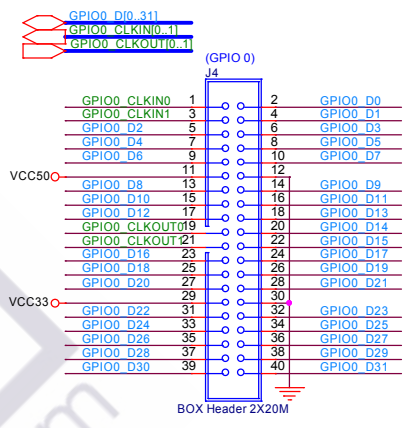 GPIO0_D[0..31]
GPIO0_CLKIN[0..1]
GPIO0_CLKOUT[0..1]
(GPIO 0)
J4
GPIO0_CLKIN0 1 2 GPIO0_D0
GPIO0_CLKIN1 3 4 GPIO0_D1
GPIO0_D2 5 6 GPIO0_D3
GPIO0_D4 7 8 GPIO0_D5
GPIO0_D6 9 10 GPIO0_D7
VCC50 11 12
GPIO0_D8 13 14 GPIO0_D9
GPIO0_D10 15 16 GPIO0_D11
GPIO0_D12 17 18 GPIO0_D13
GPIO0_CLKOUT0 19 20 GPIO0_D14
GPIO0_CLKOUT1 21 22 GPIO0_D15
GPIO0_D16 23 24 GPIO0_D17
GPIO0_D18 25 26 GPIO0_D19
GPIO0_D20 27 28 GPIO0_D21
VCC33 29 30
GPIO0_D22 31 32 GPIO0_D23
GPIO0_D24 33 34 GPIO0_D25
GPIO0_D26 35 36 GPIO0_D27
GPIO0_D28 37 38 GPIO0_D29
GPIO0_D30 39 40 GPIO0_D31
BOX Header 2X20M